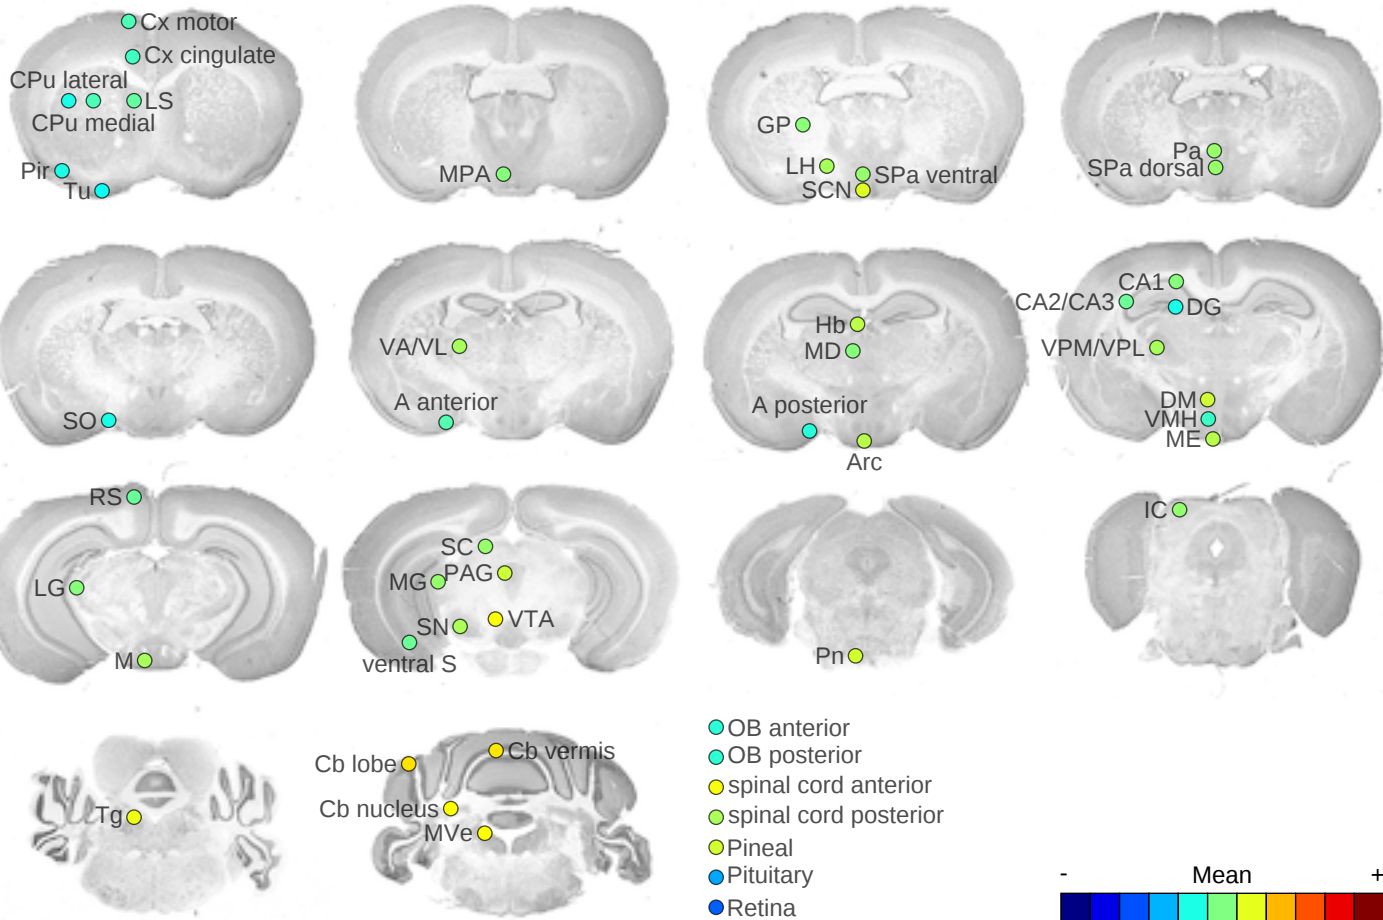 Cx motor
Cx cingulate
CPu lateral
LS
CPu medial
Pir
Tu
MPA
GP
LH
SPa ventral
SCN
Pa
SPa dorsal
SO
VA/VL
A anterior
Hb
MD
A posterior
Arc
CA1
CA2/CA3
DG
VPM/VPL
DM
VMH
ME
RS
LG
M
SC
MG
PAG
VTA
SN
ventral S
Pn
IC
Tg
Cb lobe
Cb vermis
Cb nucleus
MVe
OB anterior
OB posterior
spinal cord anterior
spinal cord posterior
Pineal
Pituitary
Retina
- Mean +